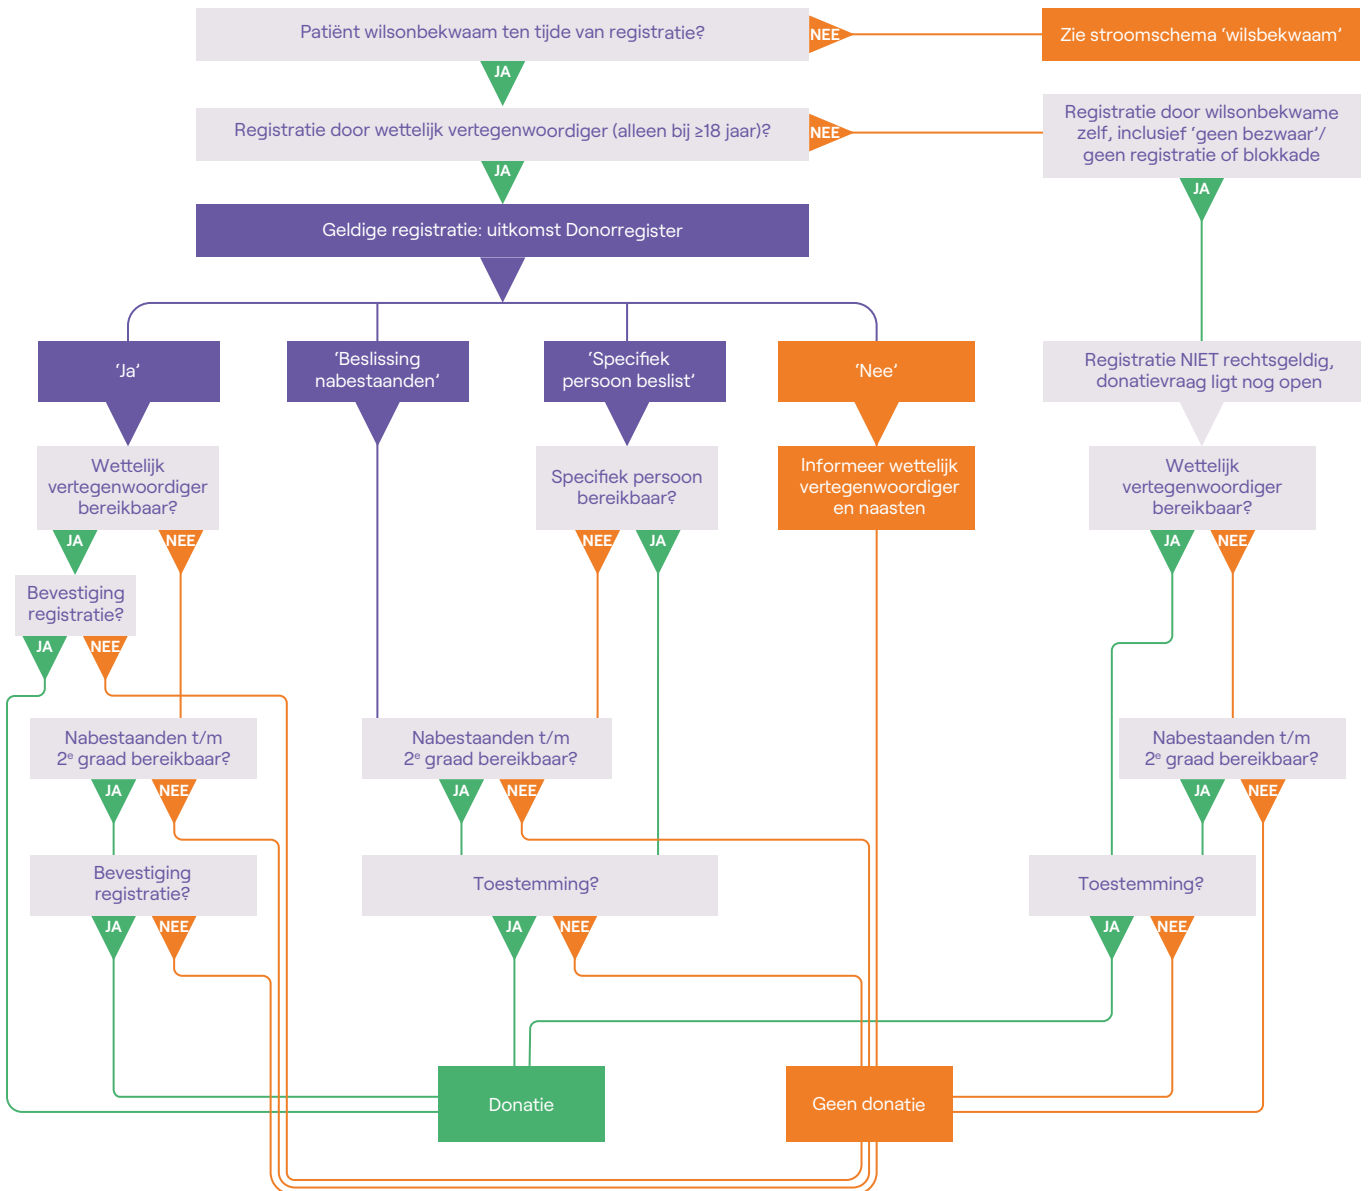 Patiënt wilsonbekwaam ten tijde van registratie?
NEE
Zie stroomschema ‘wilsbekwaam’
JA
Registratie door wettelijk vertegenwoordiger (alleen bij ≥18 jaar)?
NEE
Registratie door wilsonbekwame
zelf, inclusief ‘geen bezwaar’/
geen registratie of blokkade
JA
JA
Geldige registratie: uitkomst Donorregister
‘Ja’
‘Beslissing
nabestaanden’
‘Specifiek
persoon beslist’
‘Nee’
Registratie NIET rechtsgeldig,
donatievraag ligt nog open
Wettelijk
vertegenwoordiger
bereikbaar?
Specifiek persoon
bereikbaar?
Informeer wettelijk
vertegenwoordiger
en naasten
Wettelijk
vertegenwoordiger
bereikbaar?
JA
NEE
NEE
JA
JA
NEE
Bevestiging
registratie?
JA
NEE
Nabestaanden t/m
2e graad bereikbaar?
Nabestaanden t/m
2e graad bereikbaar?
Nabestaanden t/m
2e graad bereikbaar?
JA
NEE
JA
NEE
JA
NEE
Bevestiging
registratie?
Toestemming?
Toestemming?
JA
NEE
JA
NEE
JA
NEE
Donatie
Geen donatie